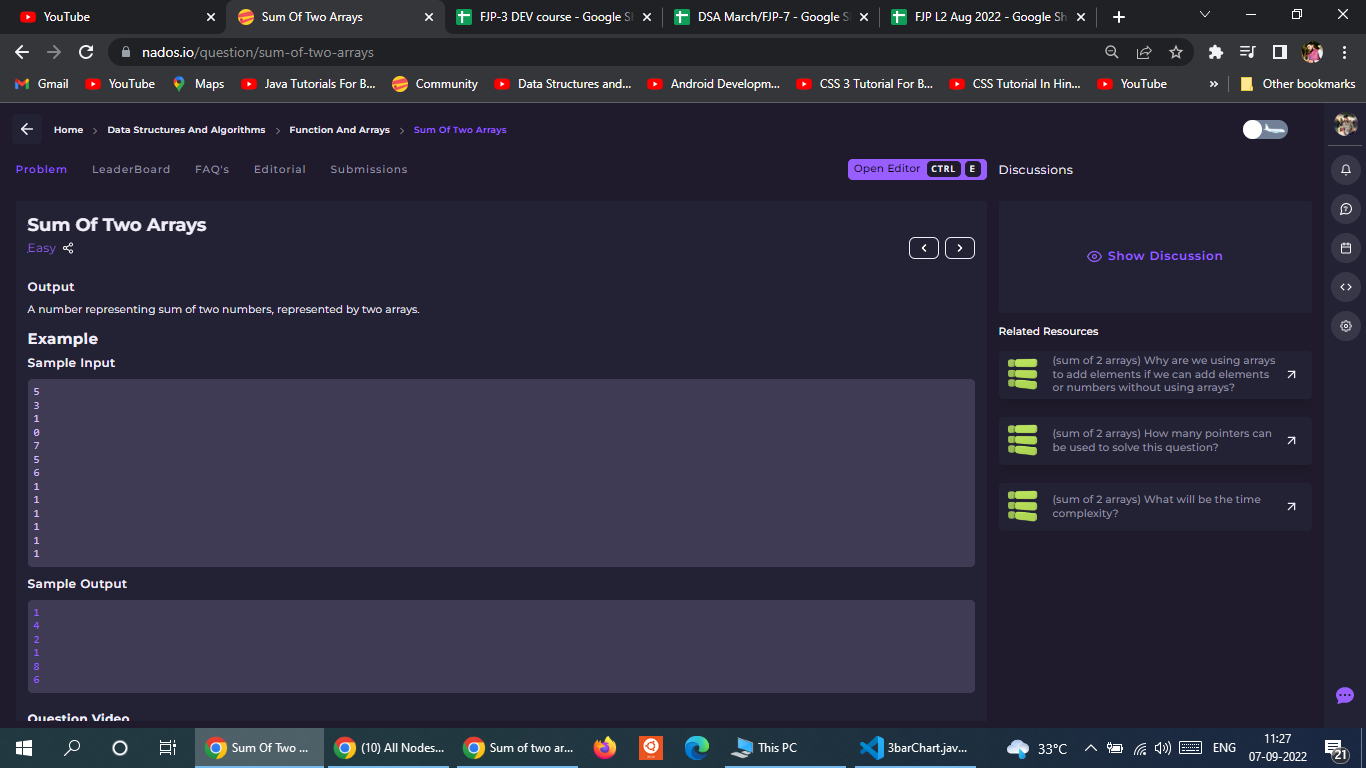 YouTube
Sum Of Two Arrays
FJP-3 DEV course - Google Sh
DSA March/FJP-7 - Google S
FJP L2 Aug 2022 - Google Sh
nados.io/question/sum-of-two-arrays
Gmail
YouTube
Maps
Java Tutorials For B...
Community
Data Structures and...
Android Developm...
CSS 3 Tutorial For B...
CSS Tutorial In Hin...
YouTube
»
Other bookmarks
Home > Data Structures And Algorithms > Function And Arrays > Sum Of Two Arrays
Problem
LeaderBoard
FAQ's
Editorial
Submissions
Open Editor CTRL E
Discussions
Sum Of Two Arrays
Easy
Output
A number representing sum of two numbers, represented by two arrays.
Example
Sample Input
5
3
1
0
7
5
6
1
1
1
1
1
1
Sample Output
1
4
2
1
8
6
Question Video
Show Discussion
Related Resources
(sum of 2 arrays) Why are we using arrays
to add elements if we can add elements
or numbers without using arrays?
(sum of 2 arrays) How many pointers can
be used to solve this question?
(sum of 2 arrays) What will be the time
complexity?
Sum Of Two ...
(10) All Nodes...
Sum of two ar...
This PC
3barChart.jav...
33°C
ENG
11:27
07-09-2022
21